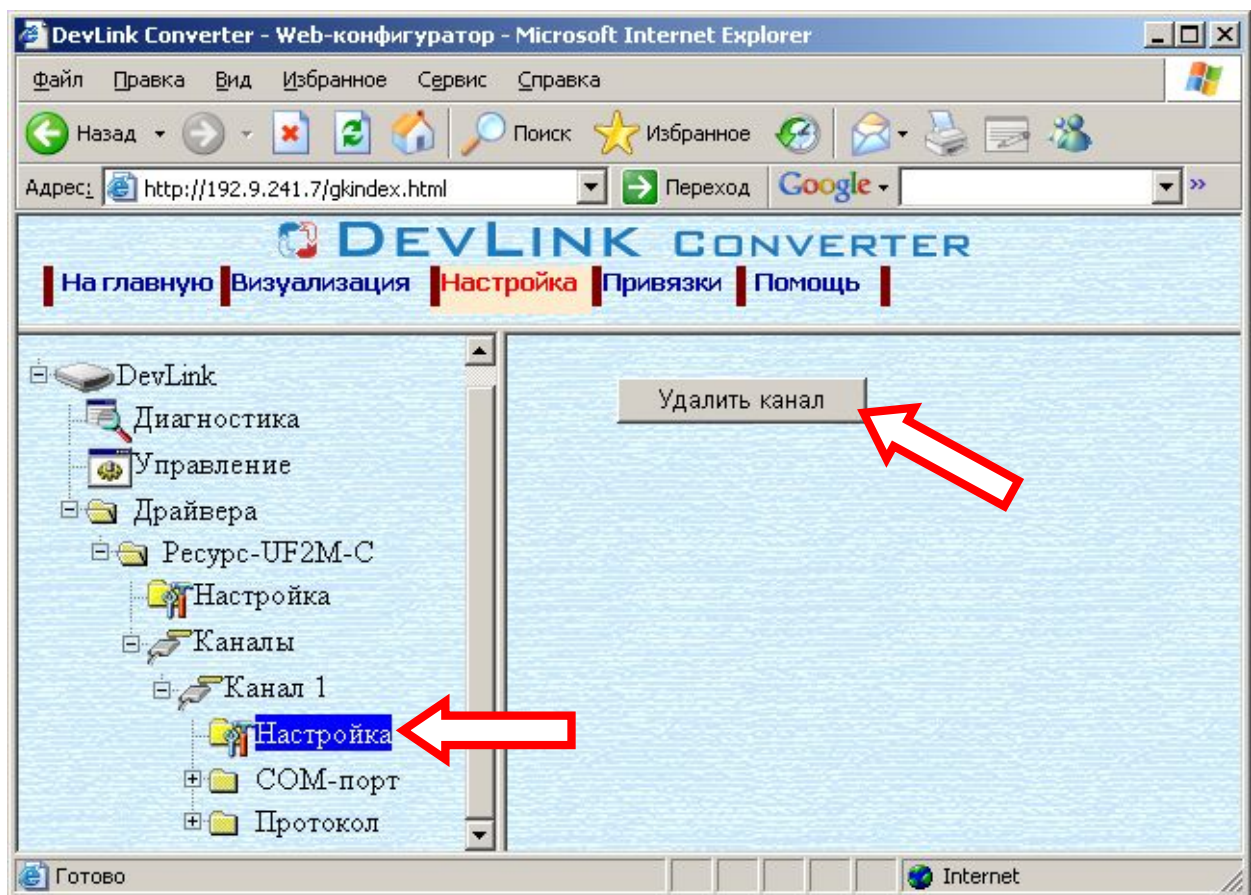 DevLink Converter - Web-конфигуратор - Microsoft Internet Explorer
Файл Правка Вид Избранное Сервис Справка
Назад Поиск Избранное
Адрес: http://192.9.241.7/gkindex.html Переход Google »
DEVLINK CONVERTER
На главную Визуализация Настройка Привязки Помощь
DevLink
Диагностика
Управление
Драйвера
Ресурс-UF2M-C
Настройка
Каналы
Канал 1
Настройка
COM-порт
Протокол
Удалить канал
Готово Internet